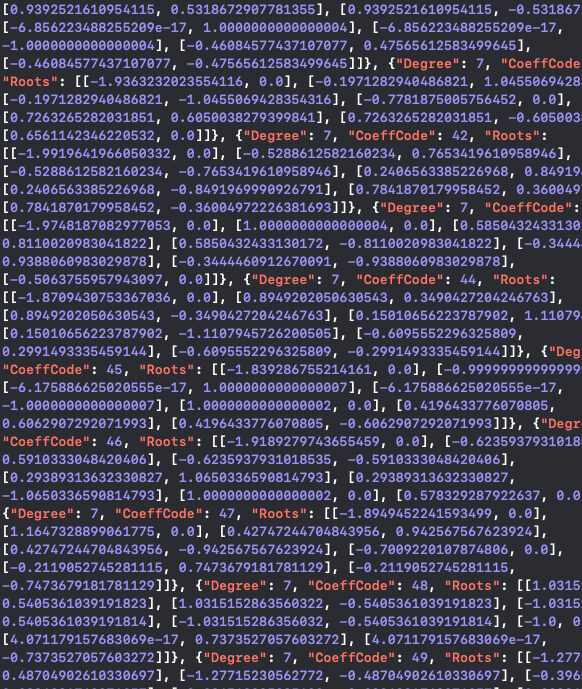 [0.9392521610954115, 0.5318672907781355], [0.9392521610954115, -0.531867
[-6.856223488255209e-17, 1.0000000000000004], [-6.856223488255209e-17,
-1.0000000000000004], [-0.46084577437107077, 0.47565612583499645],
[-0.46084577437107077, -0.47565612583499645]]}, {"Degree": 7, "CoeffCode
"Roots": [[-1.9363232023554116, 0.0], [-0.1971282940486821, 1.0455069428
[-0.1971282940486821, -1.0455069428354316], [-0.7781875005756452, 0.0],
[0.7263265282031851, 0.6050038279399841], [0.7263265282031851, -0.605003
[0.6561142346220532, 0.0]]}, {"Degree": 7, "CoeffCode": 42, "Roots":
[[-1.9919641966050332, 0.0], [-0.5288612582160234, 0.7653419610958946],
[-0.5288612582160234, -0.7653419610958946], [0.2406563385226968, 0.84919
[0.2406563385226968, -0.8491969990926791], [0.7841870179958452, 0.360049
[0.7841870179958452, -0.36004972226381693]]}, {"Degree": 7, "CoeffCode":
[[-1.9748187082977053, 0.0], [1.0000000000000004, 0.0], [0.5850432433130
0.8110020983041822], [0.5850432433130172, -0.8110020983041822], [-0.3444
0.9388060983029878], [-0.3444460912670091, -0.9388060983029878],
[-0.5063755957943097, 0.0]]}, {"Degree": 7, "CoeffCode": 44, "Roots":
[[-1.8709430753367036, 0.0], [0.8949202050630543, 0.3490427204246763],
[0.8949202050630543, -0.3490427204246763], [0.15010656223787902, 1.11079
[0.15010656223787902, -1.1107945726200505], [-0.6095552296325809,
0.2991493335459144], [-0.6095552296325809, -0.2991493335459144]]}, {"Deg
"CoeffCode": 45, "Roots": [[-1.839286755214161, 0.0], [-0.99999999999999
[-6.175886625020555e-17, 1.0000000000000007], [-6.175886625020555e-17,
-1.0000000000000007], [1.0000000000000002, 0.0], [0.4196433776070805,
0.6062907292071993], [0.4196433776070805, -0.6062907292071993]]}, {"Degr
"CoeffCode": 46, "Roots": [[-1.9189279743655459, 0.0], [-0.6235937931018
0.5910333048420406], [-0.6235937931018535, -0.5910333048420406],
[0.29389313632330827, 1.0650333690814793], [0.29389313632330827,
-1.0650333690814793], [1.0000000000000002, 0.0], [0.578329287922637, 0.0
{"Degree": 7, "CoeffCode": 47, "Roots": [[-1.8949452241593499, 0.0],
[1.1647328899061775, 0.0], [0.42747244704843956, 0.942567567623924],
[0.42747244704843956, -0.942567567623924], [-0.7009220107874806, 0.0],
[-0.2119052745281115, 0.7473679181781129], [-0.2119052745281115,
-0.7473679181781129]]}, {"Degree": 7, "CoeffCode": 48, "Roots": [[1.0315
0.5405361039191823], [1.0315152863560322, -0.5405361039191823], [-1.0315
0.5405361039191814], [-1.031515286356032, -0.5405361039191814], [-1.0, 0
[4.071179157683069e-17, 0.7373527057603272], [4.071179157683069e-17,
-0.7373527057603272]]}, {"Degree": 7, "CoeffCode": 49, "Roots": [[-1.277
0.48704902610330697], [-1.27715230562772, -0.48704902610330697], [-0.396